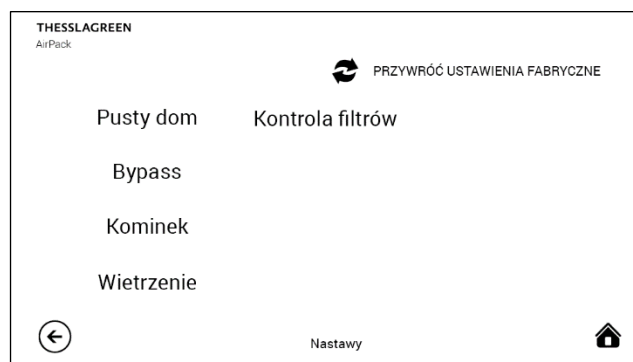 THESSLAGREEN
AirPack
PRZYWRÓĆ USTAWIENIA FABRYCZNE
Pusty dom Kontrola filtrów
Bypass
Kominek
Wietrzenie
Nastawy